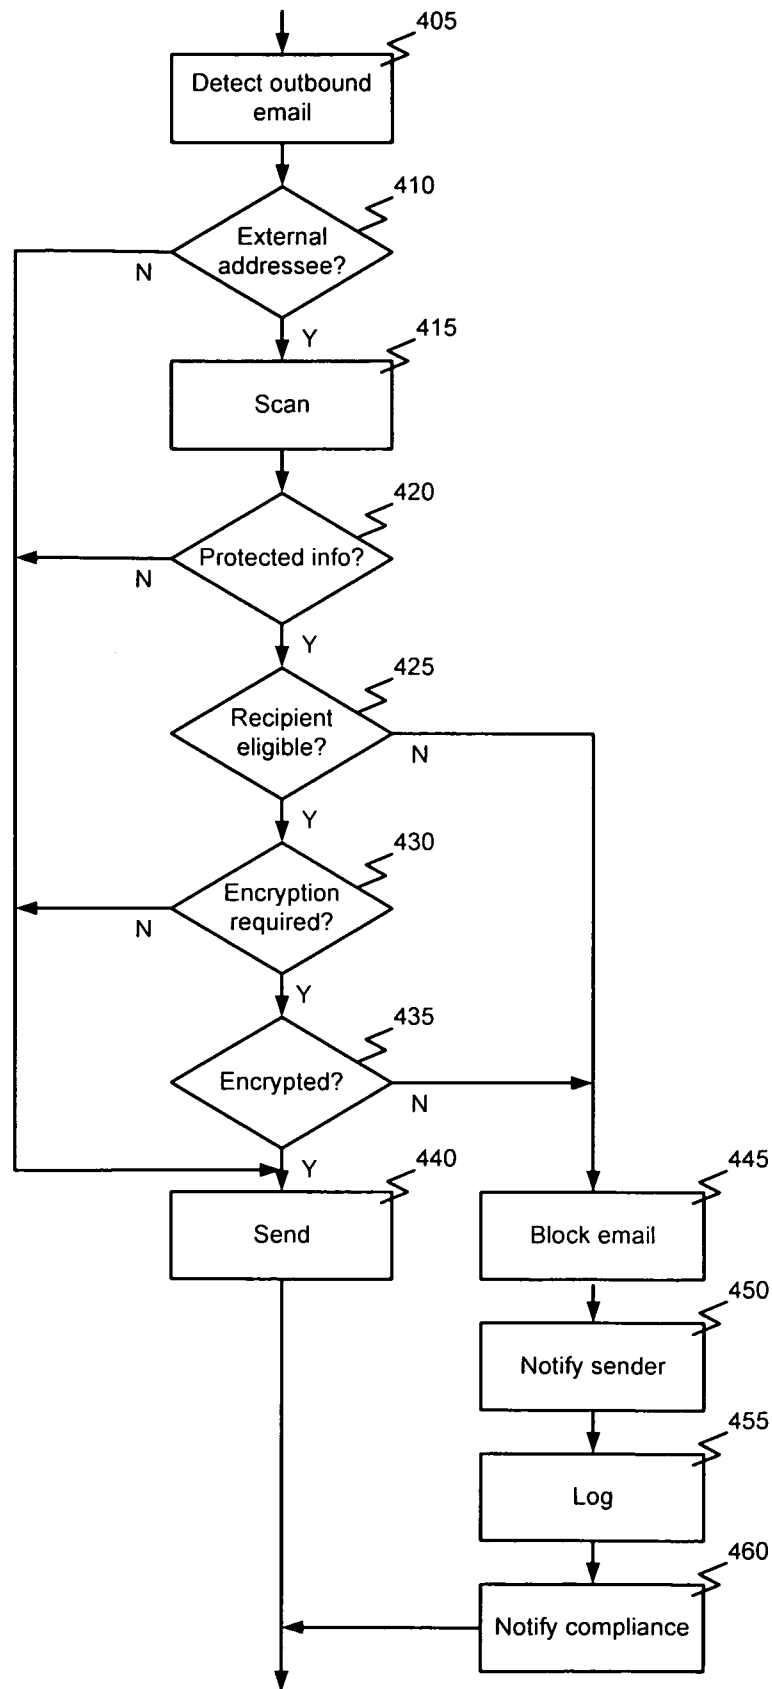 405
Detect outbound
email
410
External
addressee?
N
Y
415
Scan
420
Protected info?
N
Y
425
Recipient
eligible?
N
Y
430
Encryption
required?
N
Y
435
Encrypted?
N
Y
440
Send
445
Block email
450
Notify sender
455
Log
460
Notify compliance